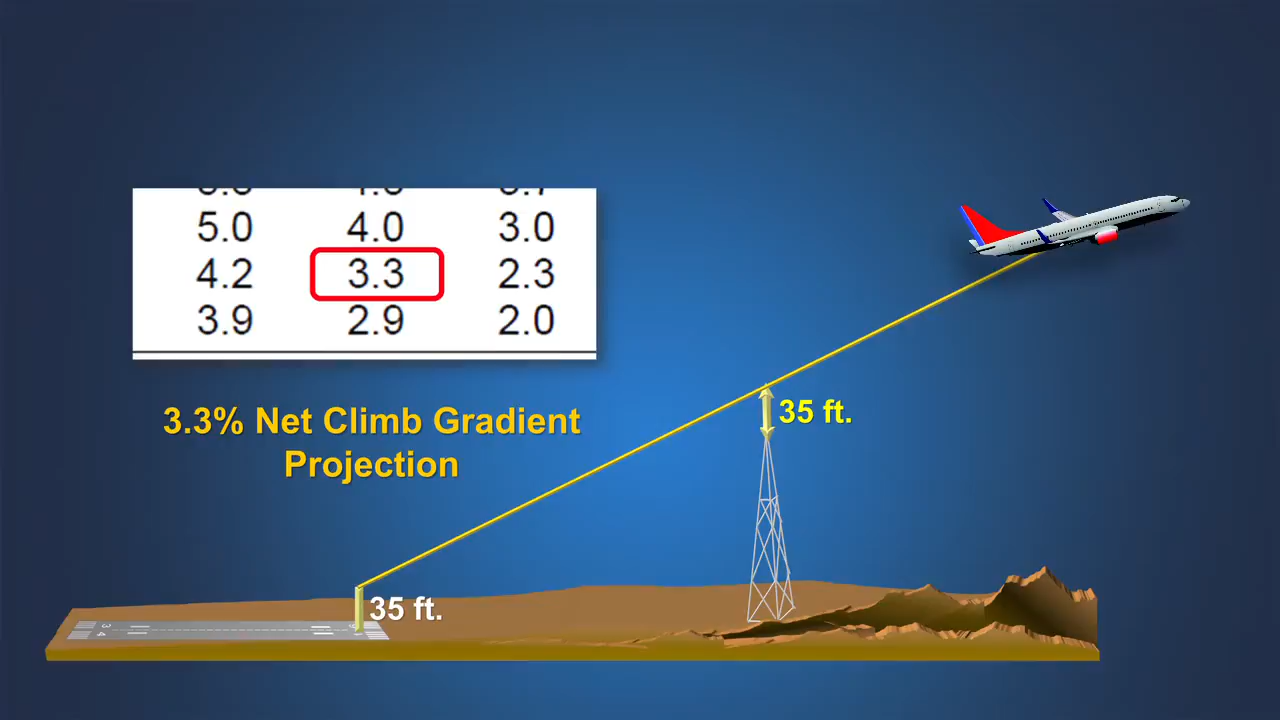 5.0 4.0 3.0
4.2 3.3 2.3
3.9 2.9 2.0
3.3% Net Climb Gradient
Projection
35 ft.
35 ft.